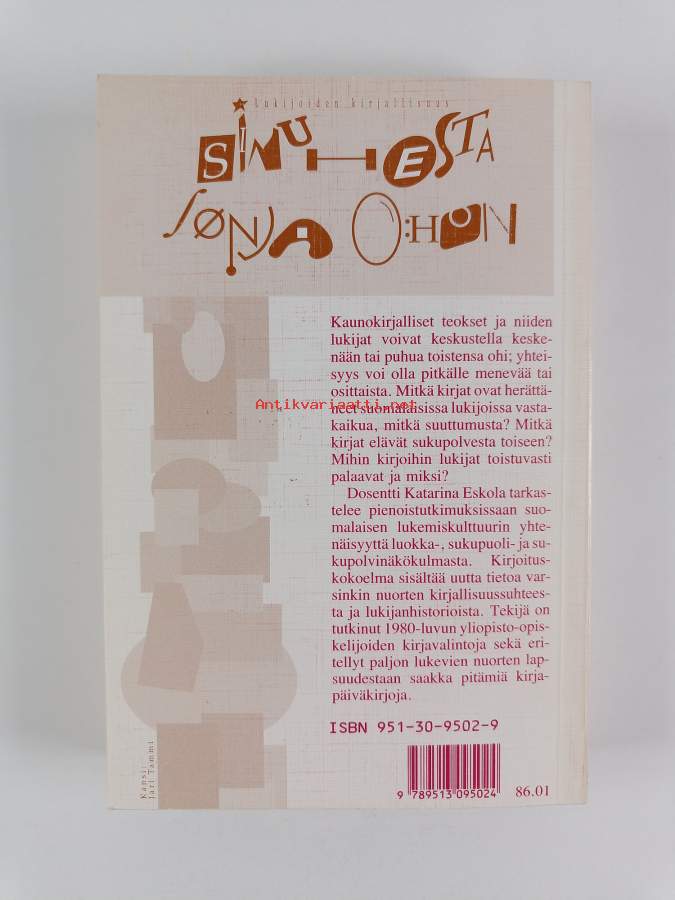 Lukijoiden kirjallisuus
SINUHESTA
SONJA O:HON
Kaunokirjalliset teokset ja niiden
lukijat voivat keskustella keske-
nään tai puhua toistensa ohi; yhtei-
syys voi olla pitkälle menevää tai
osittaista. Mitkä kirjat ovat herättä-
Antikvariaatti.net
neet suomalaisissa lukijoissa vasta-
kaikua, mitkä suuttumusta? Mitkä
kirjat elävät sukupolvesta toiseen?
Mihin kirjoihin lukijat toistuvasti
palaavat ja miksi?
Dosentti Katarina Eskola tarkas-
telee pienoistutkimuksissaan suo-
malaisen lukemiskulttuurin yhte-
näisyyttä luokka-, sukupuoli- ja su-
kupolvinäkökulmasta. Kirjoitus-
kokoelma sisältää uutta tietoa var-
sinkin nuorten kirjallisuussuhtees-
ta ja lukijanhistorioista. Tekijä on
tutkinut 1980-luvun yliopisto-opis-
kelijoiden kirjavalintoja sekä eri-
tellyt paljon lukevien nuorten lap-
suudestaan saakka pitämiä kirja-
päiväkirjoja.
ISBN 951-30-9502-9
9 789513 095024
86.01
Kansi:
Jari Tammi